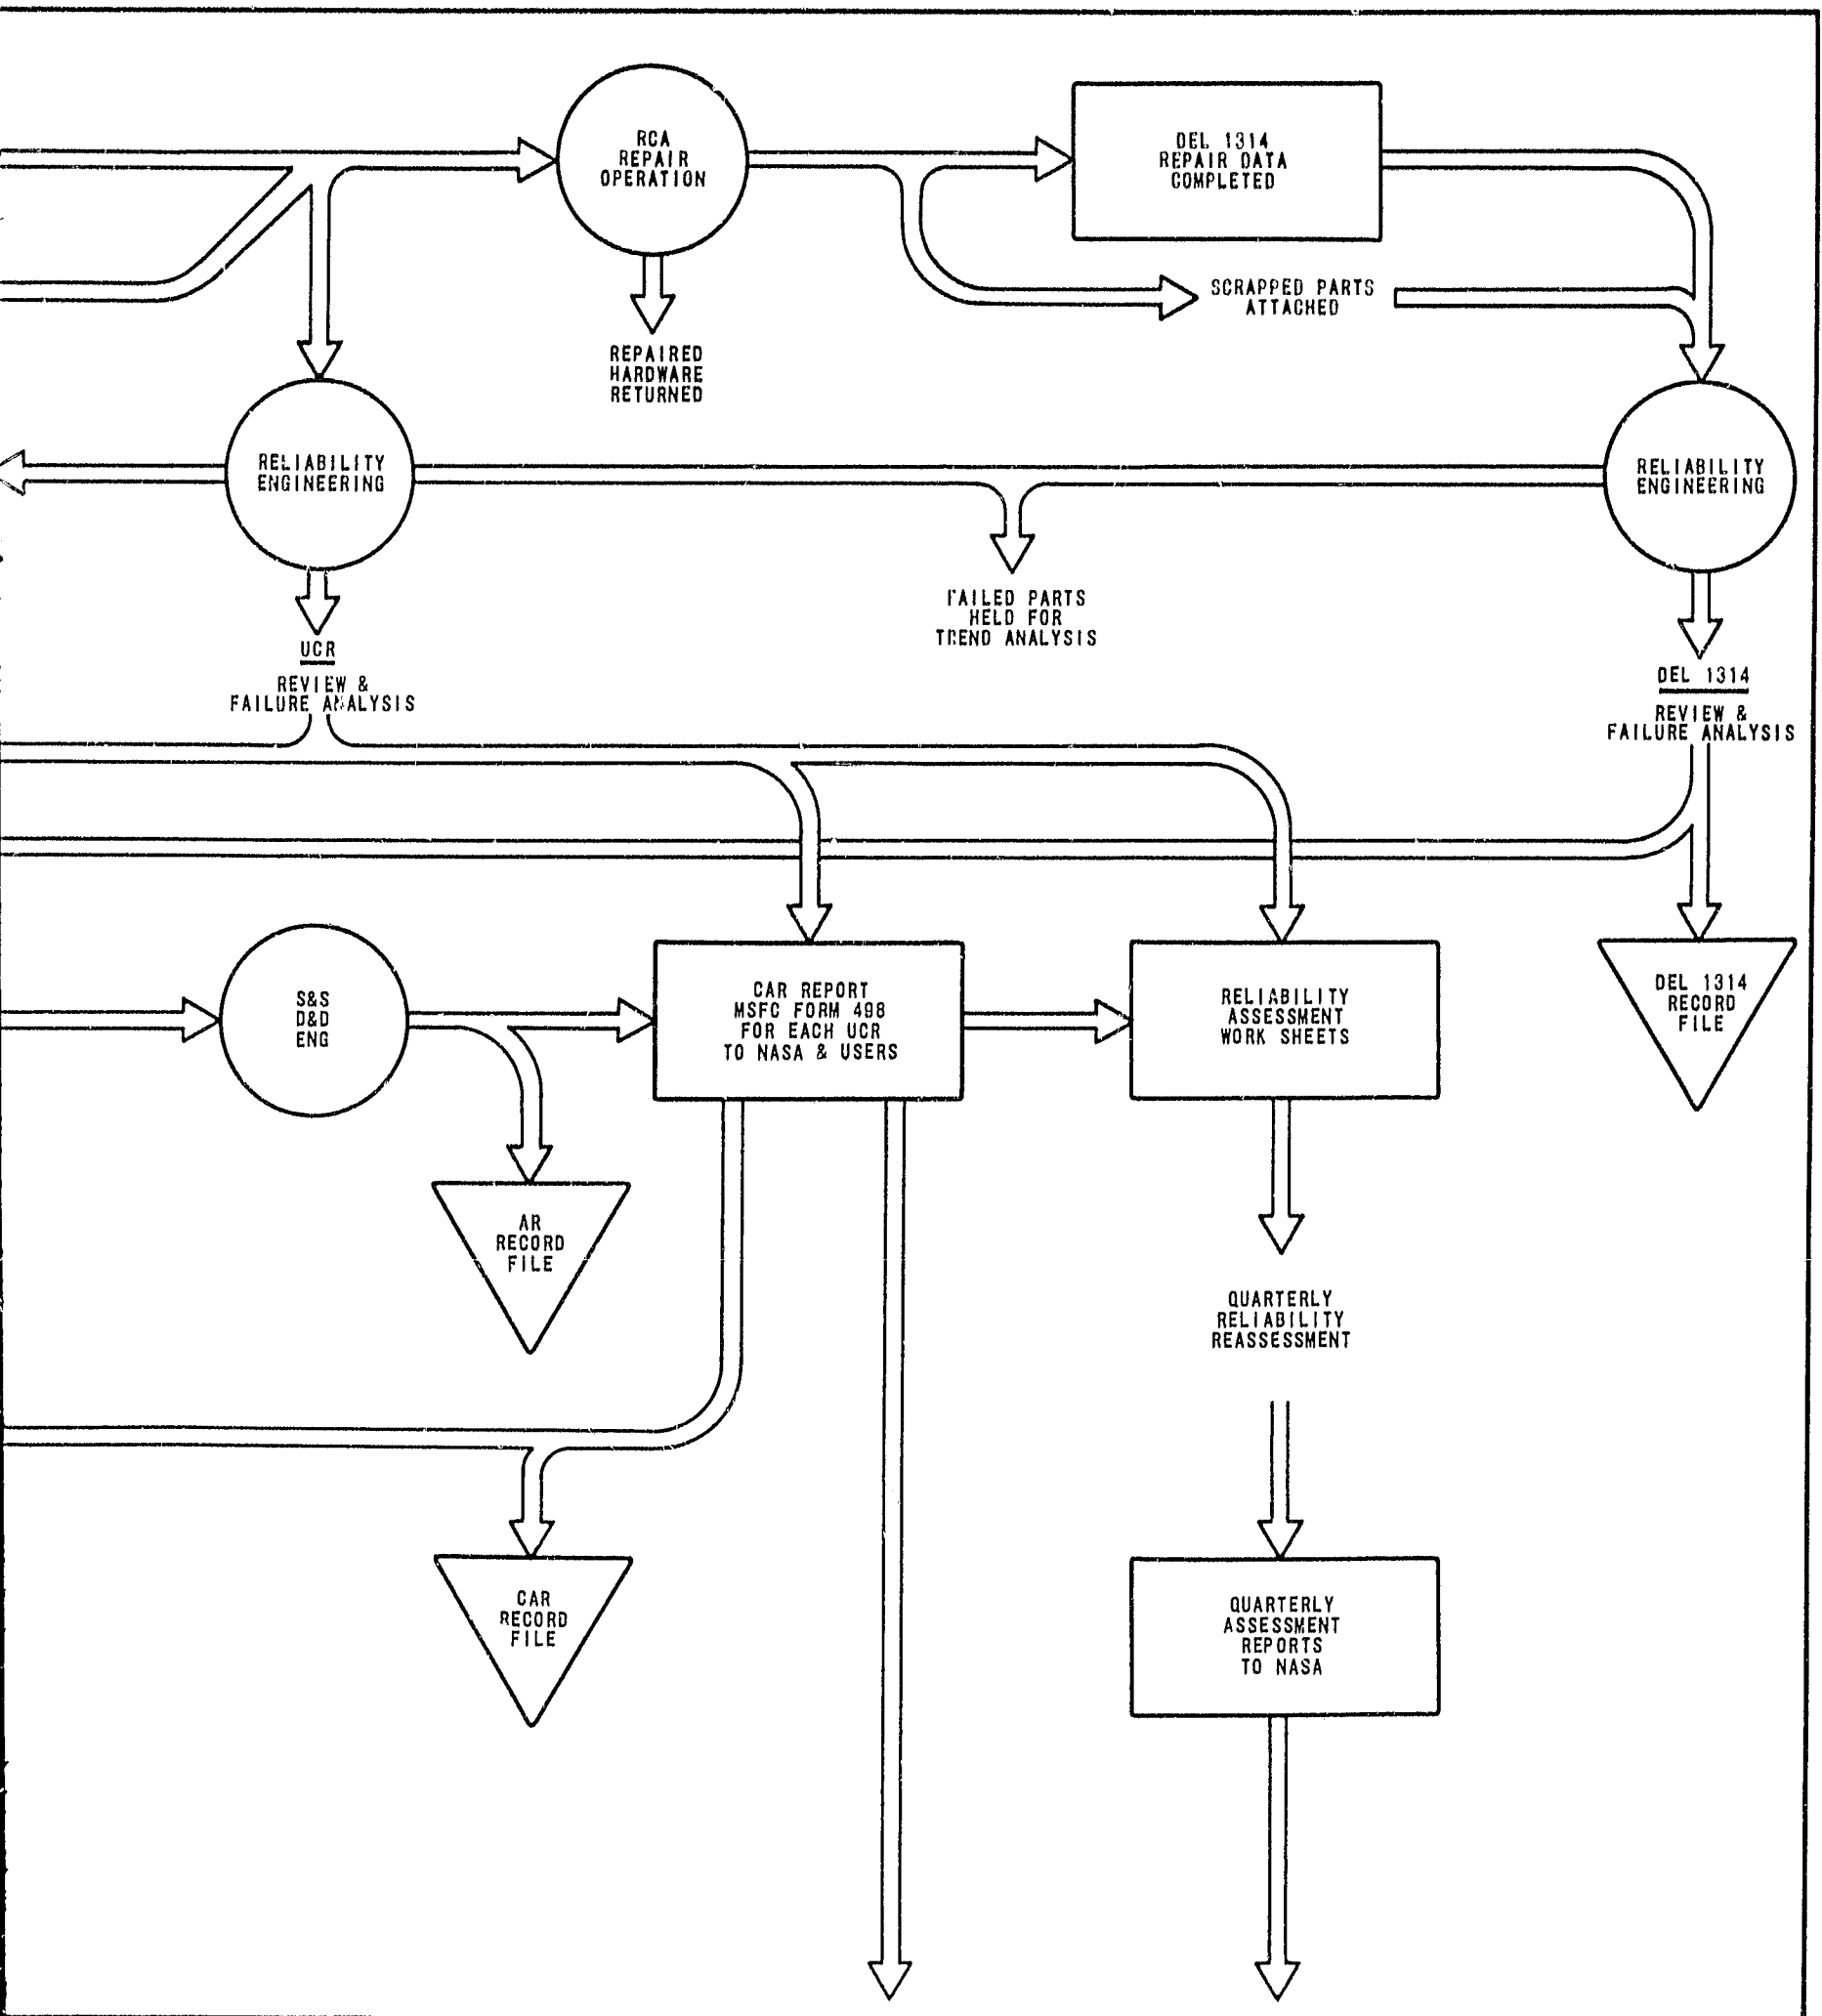 RCA
REPAIR
OPERATION
DEL 1314
REPAIR DATA
COMPLETED
SCRAPPED PARTS
ATTACHED
REPAIRED
HARDWARE
RETURNED
RELIABILITY
ENGINEERING
RELIABILITY
ENGINEERING
FAILED PARTS
HELD FOR
TREND ANALYSIS
UCR
REVIEW &
FAILURE ANALYSIS
DEL 1314
REVIEW &
FAILURE ANALYSIS
S&S
D&D
ENG
CAR REPORT
MSFC FORM 498
FOR EACH UCR
TO NASA & USERS
RELIABILITY
ASSESSMENT
WORK SHEETS
DEL 1314
RECORD
FILE
AR
RECORD
FILE
QUARTERLY
RELIABILITY
REASSESSMENT
CAR
RECORD
FILE
QUARTERLY
ASSESSMENT
REPORTS
TO NASA